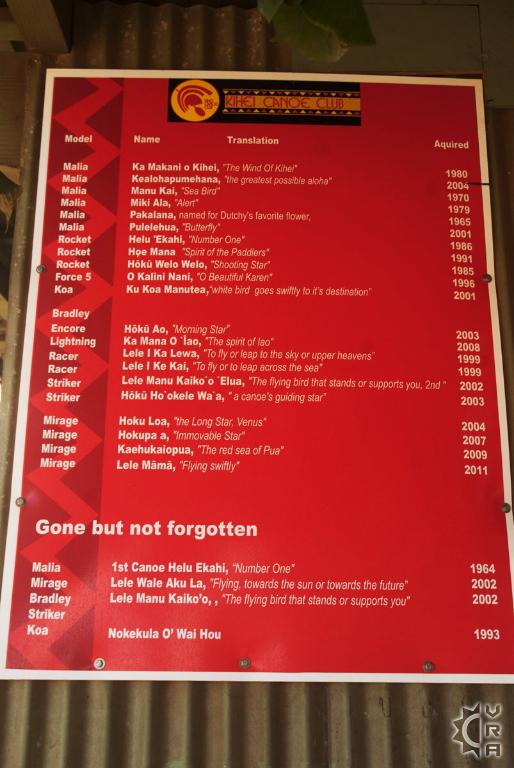 KIHEI CANOE CLUB
Model Name Translation Aquired
Malia Ka Makani o Kihei, "The Wind Of Kihei" 1980
Malia Kealohapumehana, "the greatest possible aloha" 2004
Malia Manu Kai, "Sea Bird" 1970
Malia Miki Ala, "Alert" 1979
Malia Pakalana, named for Dutchy's favorite flower, 1965
Malia Pulelehua, "Butterfly" 2001
Rocket Helu 'Ekahi, "Number One" 1986
Rocket Hoe Mana "Spirit of the Paddlers" 1991
Rocket Hōkū Welo Welo, "Shooting Star" 1985
Force 5 O Kalini Nani, "O Beautiful Karen" 1996
Koa Ku Koa Manutea, "white bird goes swiftly to it's destination" 2001
Bradley
Encore Hōkū Ao, "Morning Star" 2003
Lightning Ka Mana O `Īao, "The spirit of Iao" 2008
Racer Lele I Ka Lewa, "To fly or leap to the sky or upper heavens" 1999
Racer Lele I Ke Kai, "To fly or to leap across the sea" 1999
Striker Lele Manu Kaiko`o `Elua, "The flying bird that stands or supports you, 2nd " 2002
Striker Hōkū Ho`okele Wa`a, " a canoe's guiding star" 2003
Mirage Hoku Loa, "the Long Star, Venus" 2004
Mirage Hokupa a, "Immovable Star" 2007
Mirage Kaehukaiopua, "The red sea of Pua" 2009
Mirage Lele Māmā, "Flying swiftly" 2011
Gone but not forgotten
Malia 1st Canoe Helu Ekahi, "Number One" 1964
Mirage Lele Wale Aku La, "Flying, towards the sun or towards the future" 2002
Bradley Lele Manu Kaiko'o, , "The flying bird that stands or supports you" 2002
Striker
Koa Nokekula O' Wai Hou 1993
VRA